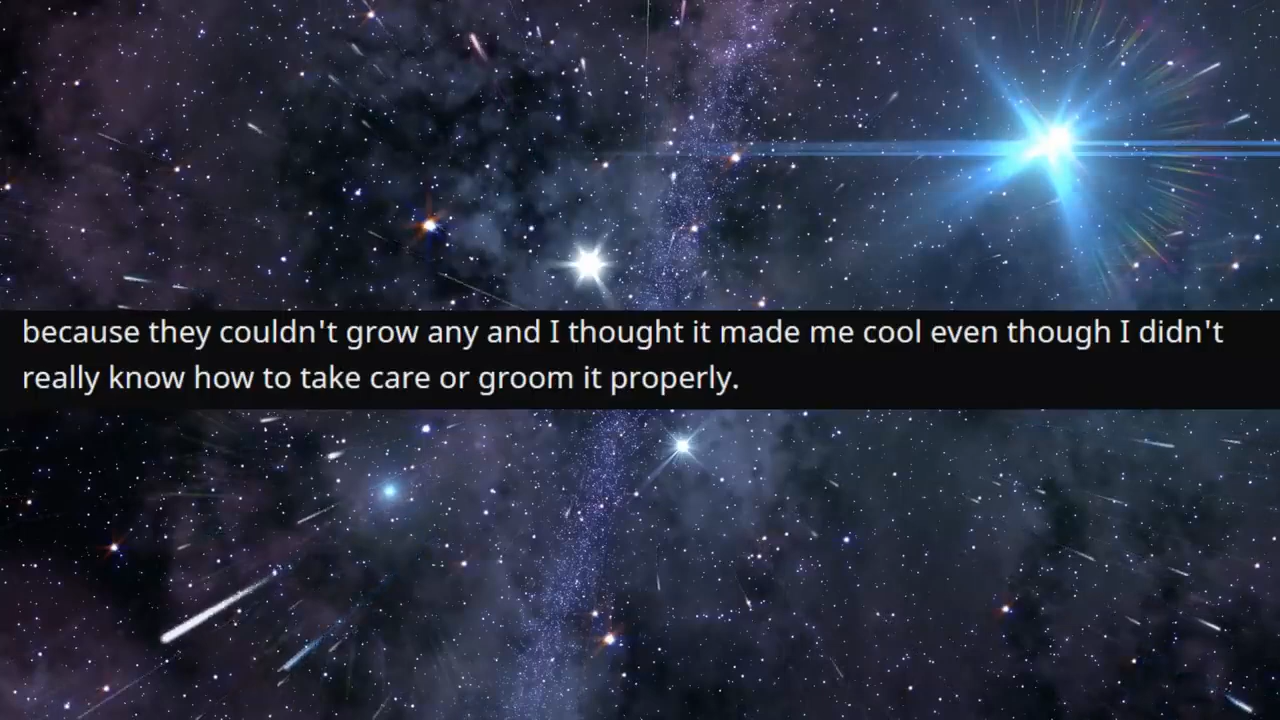 because they couldn't grow any and I thought it made me cool even though I didn't
really know how to take care or groom it properly.